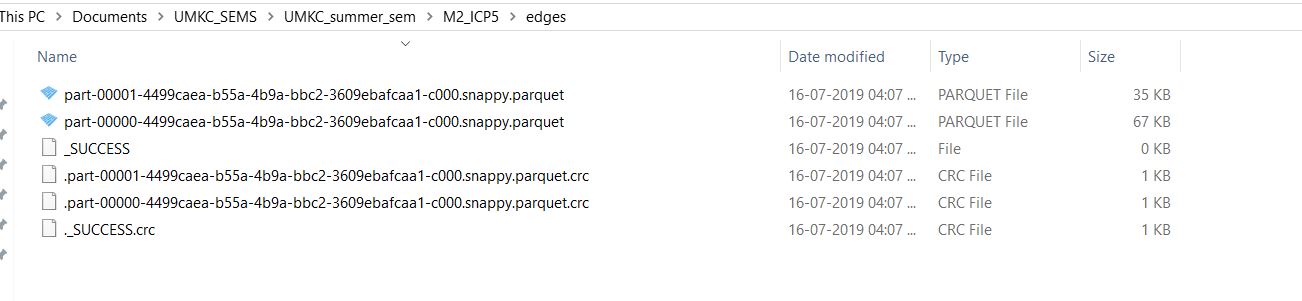 This PC > Documents > UMKC_SEMS > UMKC_summer_sem > M2_ICP5 > edges
Name Date modified Type Size
part-00001-4499caea-b55a-4b9a-bbc2-3609ebafcaa1-c000.snappy.parquet 16-07-2019 04:07 ... PARQUET File 35 KB
part-00000-4499caea-b55a-4b9a-bbc2-3609ebafcaa1-c000.snappy.parquet 16-07-2019 04:07 ... PARQUET File 67 KB
_SUCCESS 16-07-2019 04:07 ... File 0 KB
.part-00001-4499caea-b55a-4b9a-bbc2-3609ebafcaa1-c000.snappy.parquet.crc 16-07-2019 04:07 ... CRC File 1 KB
.part-00000-4499caea-b55a-4b9a-bbc2-3609ebafcaa1-c000.snappy.parquet.crc 16-07-2019 04:07 ... CRC File 1 KB
._SUCCESS.crc 16-07-2019 04:07 ... CRC File 1 KB